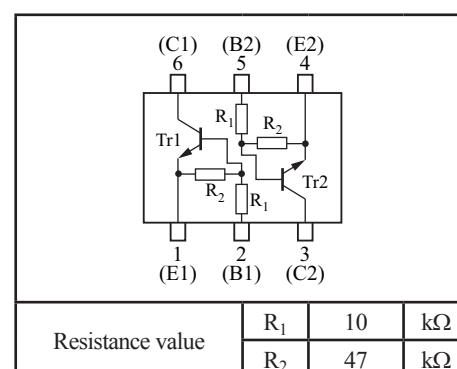 (C1) (B2) (E2)
6 5 4
R1
R2
Tr1
Tr2
R2
R1
1 2 3
(E1) (B1) (C2)
Resistance value
R1 10 kΩ
R2 47 kΩ